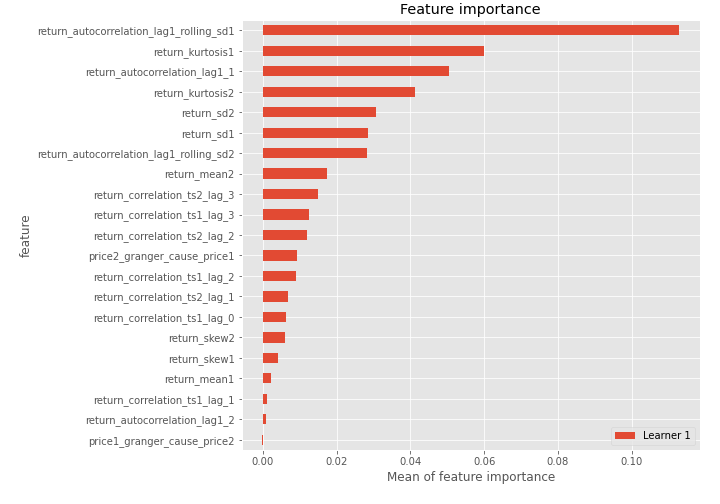 Feature importance
return_autocorrelation_lag1_rolling_sd1
return_kurtosis1
return_autocorrelation_lag1_1
return_kurtosis2
return_sd2
return_sd1
return_autocorrelation_lag1_rolling_sd2
return_mean2
return_correlation_ts2_lag_3
return_correlation_ts1_lag_3
return_correlation_ts2_lag_2
price2_granger_cause_price1
return_correlation_ts1_lag_2
return_correlation_ts2_lag_1
return_correlation_ts1_lag_0
return_skew2
return_skew1
return_mean1
return_correlation_ts1_lag_1
return_autocorrelation_lag1_2
price1_granger_cause_price2
feature
Learner 1
0.00 0.02 0.04 0.06 0.08 0.10
Mean of feature importance